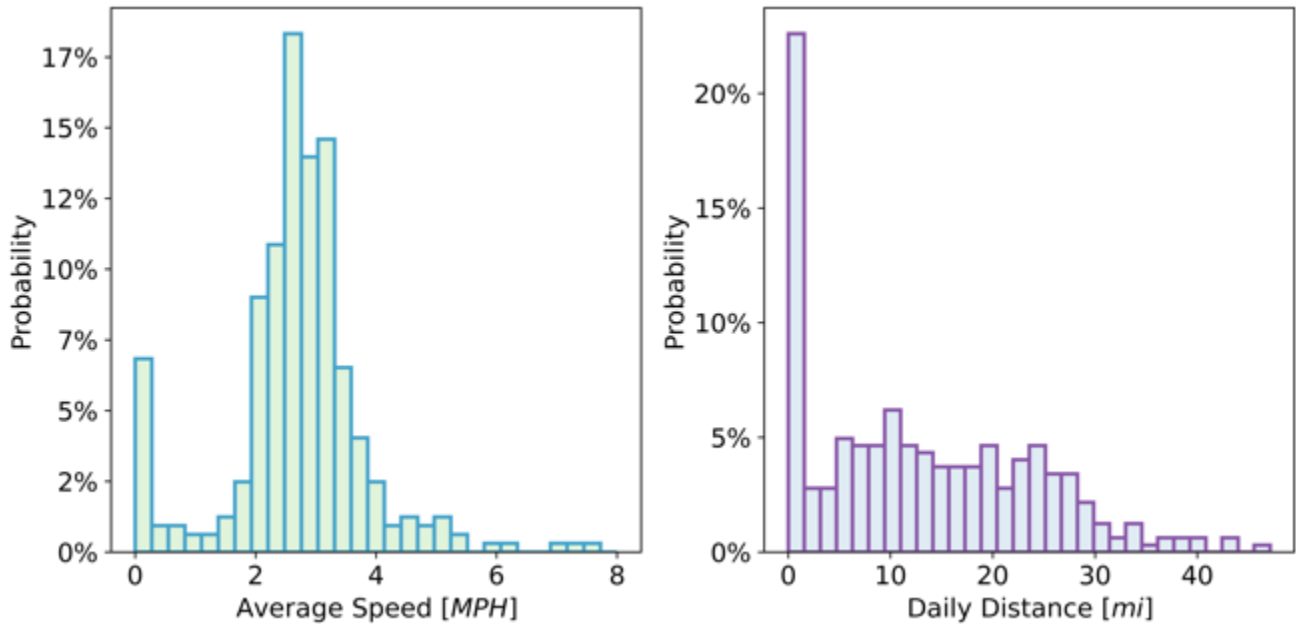 17%
15%
12%
10%
7%
5%
2%
0%
Probability
0 2 4 6 8
Average Speed [MPH]
20%
15%
10%
5%
0%
Probability
0 10 20 30 40
Daily Distance [mi]